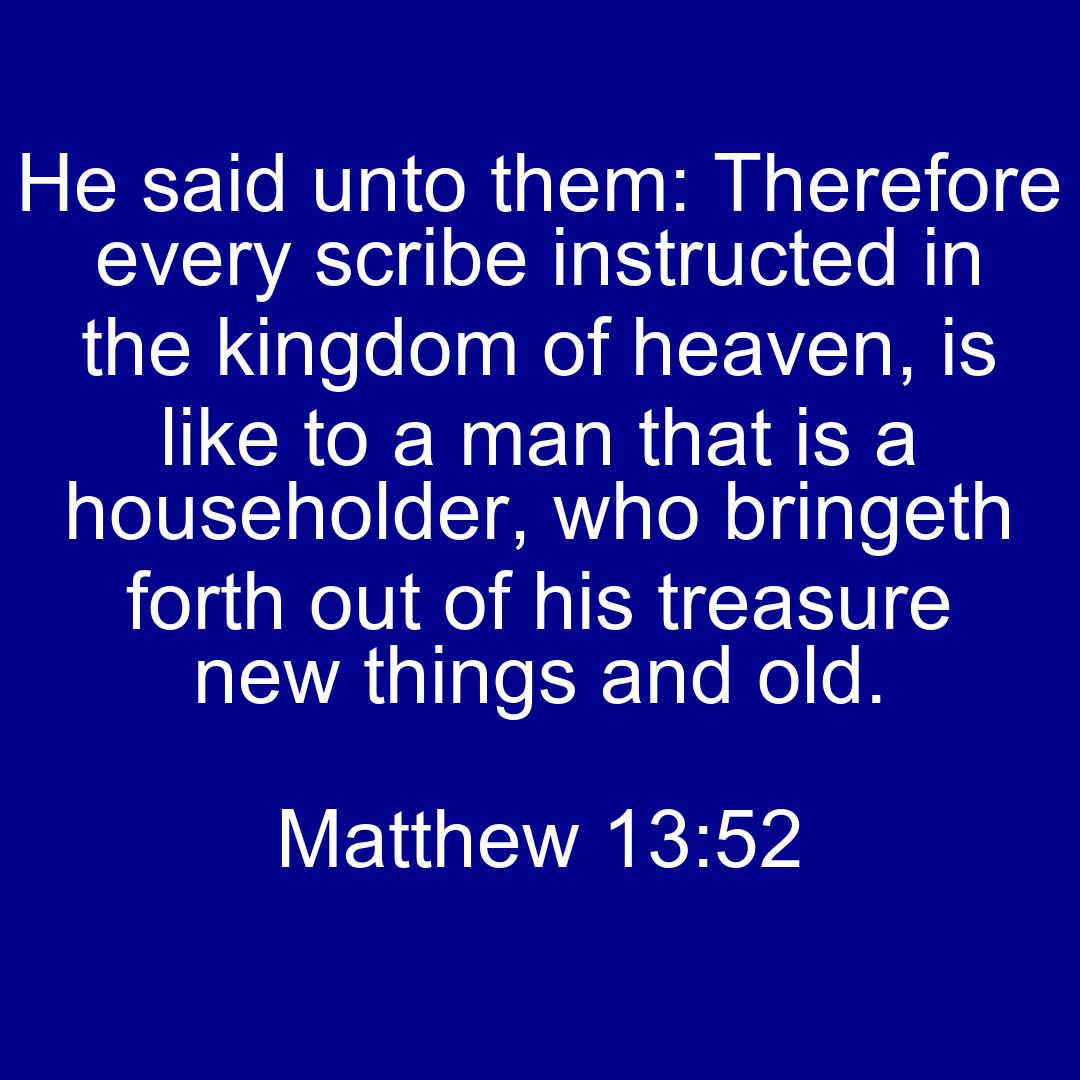 He said unto them: Therefore
every scribe instructed in
the kingdom of heaven, is
like to a man that is a
householder, who bringeth
forth out of his treasure
new things and old.
Matthew 13:52